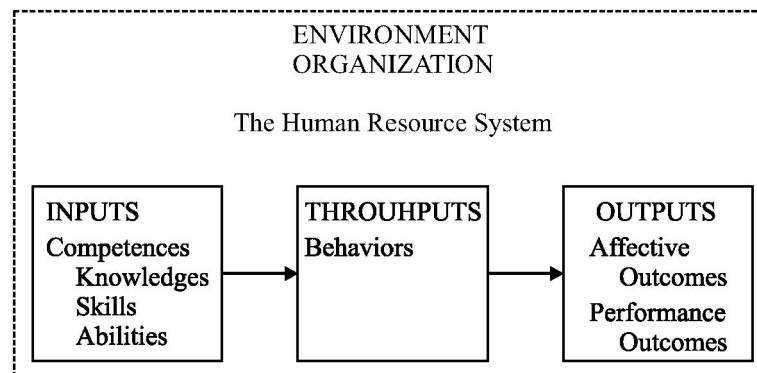 ENVIRONMENT
ORGANIZATION
The Human Resource System
INPUTS
Competences
Knowledges
Skills
Abilities
THROUHPUTS
Behaviors
OUTPUTS
Affective
Outcomes
Performance
Outcomes